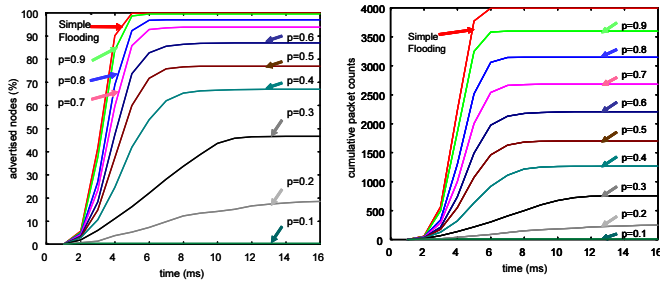 100
90
80
70
60
50
40
30
20
10
0
advertised nodes (%)
Simple
Flooding
p=0.9
p=0.8
p=0.7
p=0.6
p=0.5
p=0.4
p=0.3
p=0.2
p=0.1
0 2 4 6 8 10 12 14 16
time (ms)
4000
3500
3000
2500
2000
1500
1000
500
0
cumulative packet counts
Simple
Flooding
p=0.9
p=0.8
p=0.7
p=0.6
p=0.5
p=0.4
p=0.3
p=0.2
p=0.1
0 2 4 6 8 10 12 14 16
time (ms)